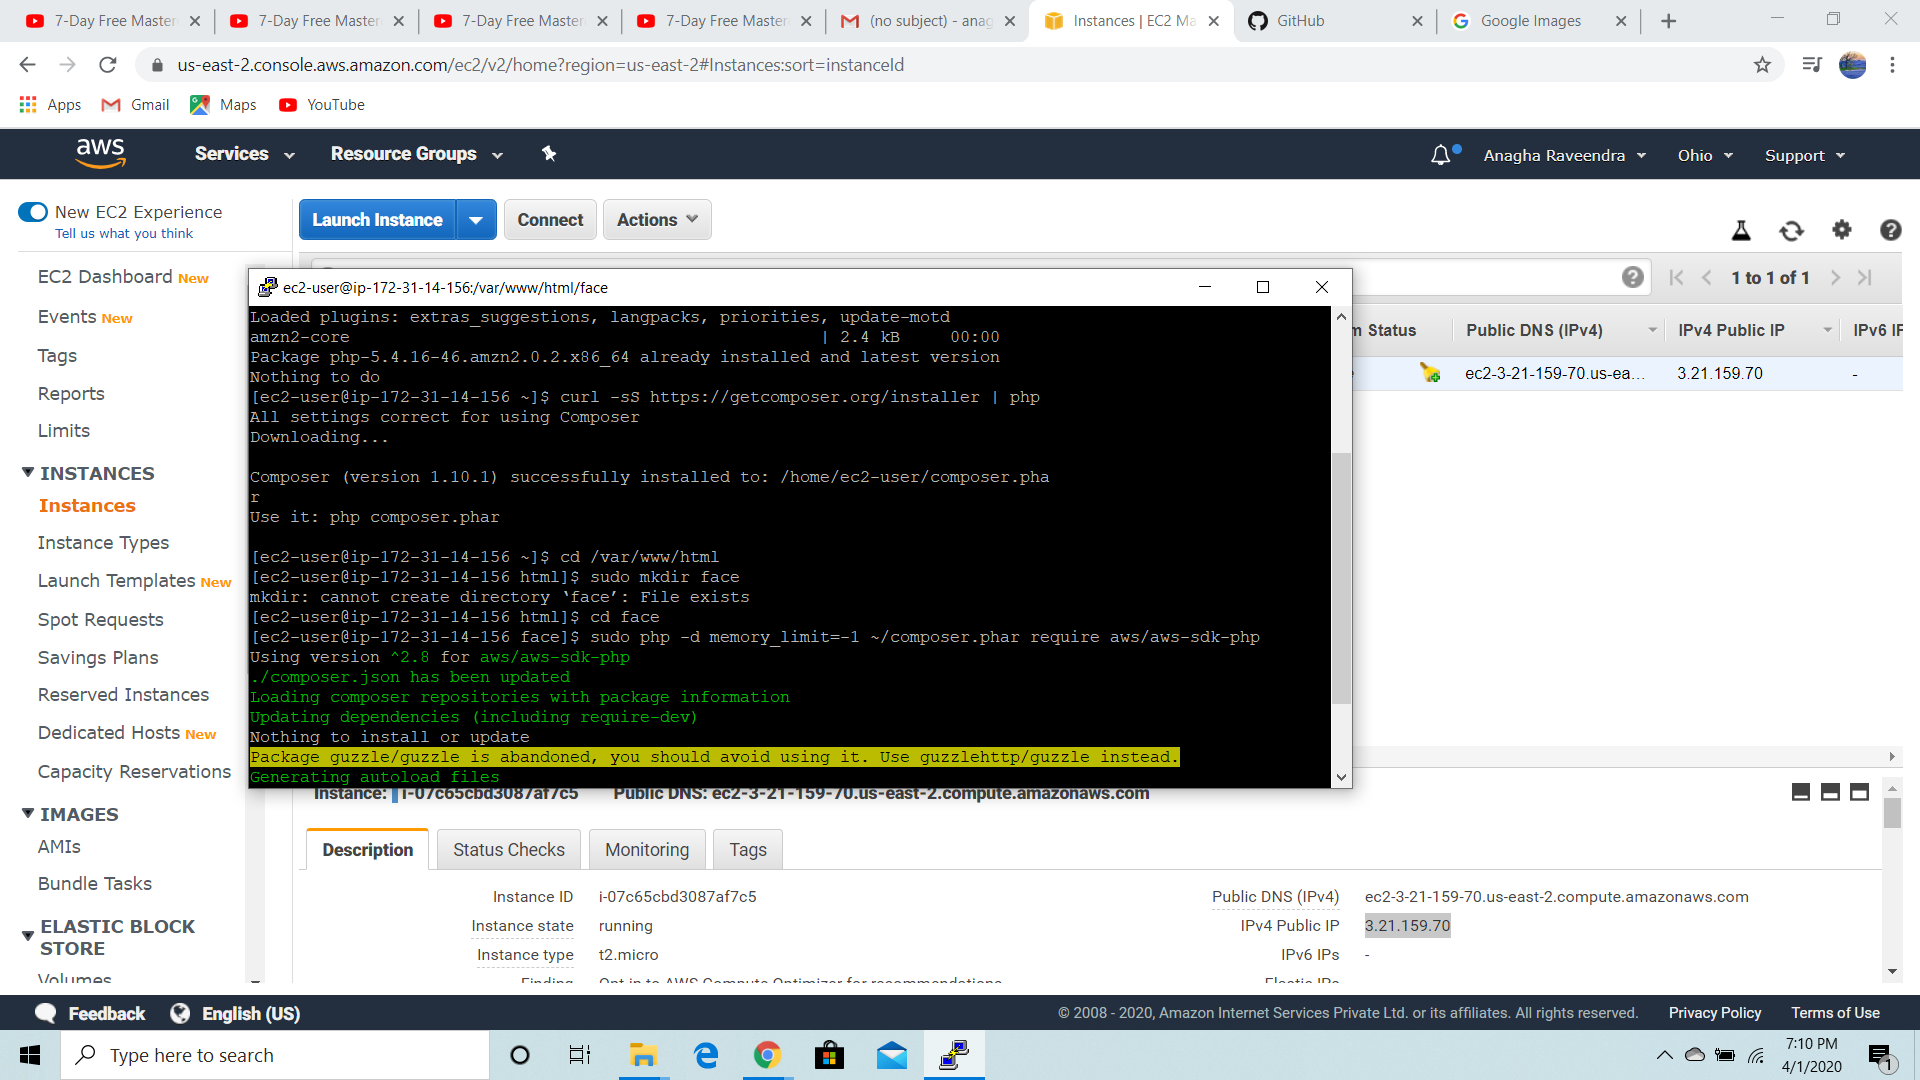 7-Day Free Master
7-Day Free Master
7-Day Free Master
7-Day Free Master
(no subject) - anag
Instances | EC2 Ma
GitHub
Google Images
us-east-2.console.aws.amazon.com/ec2/v2/home?region=us-east-2#Instances:sort=instanceId
Apps
Gmail
Maps
YouTube
aws
Services
Resource Groups
Anagha Raveendra
Ohio
Support
New EC2 Experience
Tell us what you think
Launch Instance
Connect
Actions
EC2 Dashboard New
Events New
Tags
Reports
Limits
INSTANCES
Instances
Instance Types
Launch Templates New
Spot Requests
Savings Plans
Reserved Instances
Dedicated Hosts New
Capacity Reservations
IMAGES
AMIs
Bundle Tasks
ELASTIC BLOCK
STORE
Volumes
1 to 1 of 1
m Status
Public DNS (IPv4)
IPv4 Public IP
IPv6 IP
ec2-3-21-159-70.us-ea...
3.21.159.70
-
ec2-user@ip-172-31-14-156:/var/www/html/face
Loaded plugins: extras_suggestions, langpacks, priorities, update-motd
amzn2-core | 2.4 kB 00:00
Package php-5.4.16-46.amzn2.0.2.x86_64 already installed and latest version
Nothing to do
[ec2-user@ip-172-31-14-156 ~]$ curl -sS https://getcomposer.org/installer | php
All settings correct for using Composer
Downloading...
Composer (version 1.10.1) successfully installed to: /home/ec2-user/composer.pha
r
Use it: php composer.phar
[ec2-user@ip-172-31-14-156 ~]$ cd /var/www/html
[ec2-user@ip-172-31-14-156 html]$ sudo mkdir face
mkdir: cannot create directory ‘face’: File exists
[ec2-user@ip-172-31-14-156 html]$ cd face
[ec2-user@ip-172-31-14-156 face]$ sudo php -d memory_limit=-1 ~/composer.phar require aws/aws-sdk-php
Using version ^2.8 for aws/aws-sdk-php
./composer.json has been updated
Loading composer repositories with package information
Updating dependencies (including require-dev)
Nothing to install or update
Package guzzle/guzzle is abandoned, you should avoid using it. Use guzzlehttp/guzzle instead.
Generating autoload files
Instance: i-07c65cbd3087af7c5 Public DNS: ec2-3-21-159-70.us-east-2.compute.amazonaws.com
Description
Status Checks
Monitoring
Tags
Instance ID i-07c65cbd3087af7c5
Instance state running
Instance type t2.micro
Finding Opt-in to AWS Compute Optimizer for recommendations
Public DNS (IPv4) ec2-3-21-159-70.us-east-2.compute.amazonaws.com
IPv4 Public IP 3.21.159.70
IPv6 IPs -
Elastic IPs
Feedback
English (US)
© 2008 - 2020, Amazon Internet Services Private Ltd. or its affiliates. All rights reserved.
Privacy Policy
Terms of Use
Type here to search
7:10 PM
4/1/2020
1